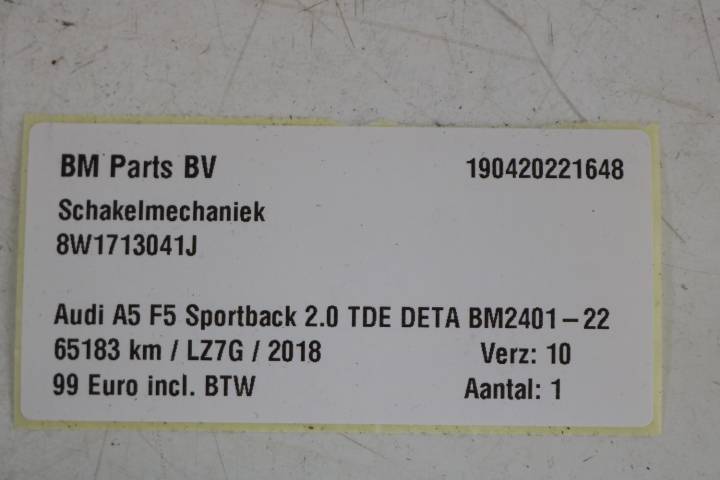 BM Parts BV 190420221648
Schakelmechaniek
8W1713041J
Audi A5 F5 Sportback 2.0 TDE DETA BM2401-22
65183 km / LZ7G / 2018 Verz: 10
99 Euro incl. BTW Aantal: 1